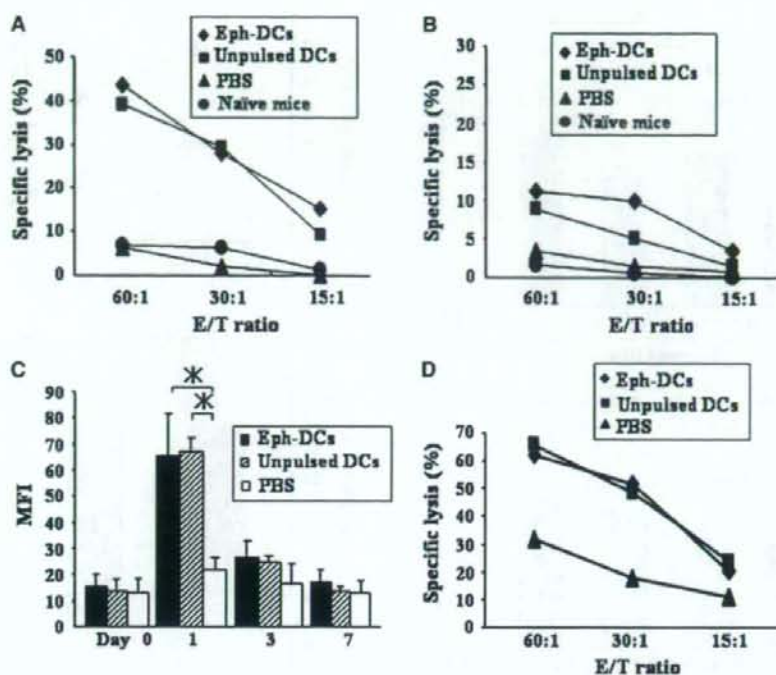 A
Specific lysis (%)
50
40
30
20
10
0
60:1 30:1 15:1
E/T ratio
Eph-DCs
Unpulsed DCs
PBS
Naïve mice
B
Specific lysis (%)
30
25
20
15
10
5
0
60:1 30:1 15:1
E/T ratio
Eph-DCs
Unpulsed DCs
PBS
Naïve mice
C
MFI
90
80
70
60
50
40
30
20
10
0
Day 0 1 3 7
Eph-DCs
Unpulsed DCs
PBS
D
Specific lysis (%)
70
60
50
40
30
20
10
0
60:1 30:1 15:1
E/T ratio
Eph-DCs
Unpulsed DCs
PBS